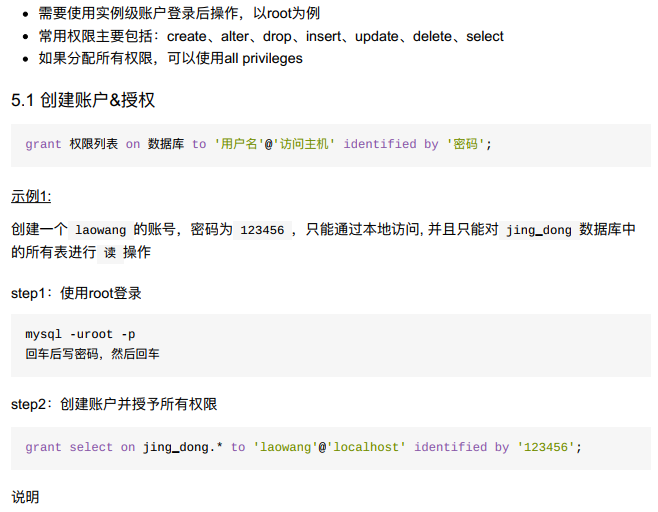 需要使用实例级账户登录后操作，以root为例
常用权限主要包括：create、alter、drop、insert、update、delete、select
如果分配所有权限，可以使用all privileges
5.1 创建账户&授权
grant 权限列表 on 数据库 to '用户名'@'访问主机' identified by '密码';
示例1:
创建一个 laowang 的账号，密码为 123456 ，只能通过本地访问, 并且只能对 jing_dong 数据库中
的所有表进行 读 操作
step1：使用root登录
mysql -uroot -p
回车后写密码，然后回车
step2：创建账户并授予所有权限
grant select on jing_dong.* to 'laowang'@'localhost' identified by '123456';
说明